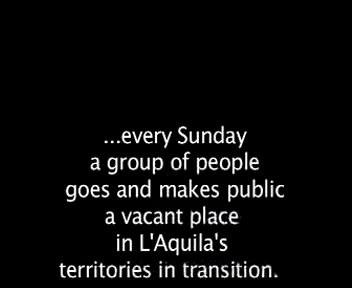 ...every Sunday
a group of people
goes and makes public
a vacant place
in L'Aquila's
territories in transition.